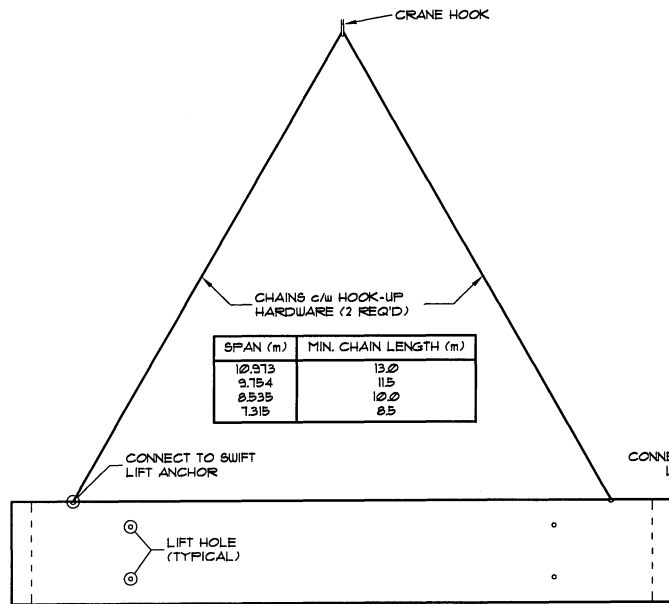 CRANE HOOK
CHAINS c/w HOOK-UP
HARDWARE (2 REQ'D)
SPAN (m) MIN. CHAIN LENGTH (m)
10.973 13.0
9.754 11.5
8.535 10.0
7.315 8.5
CONNECT TO SWIFT
LIFT ANCHOR
CONNE
L
LIFT HOLE
(TYPICAL)